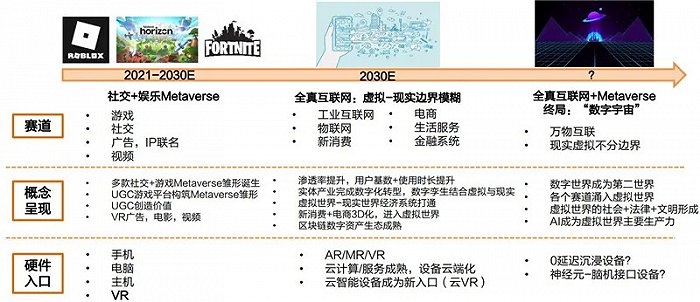 ROBLOX
horizon
FORTNITE
2021-2030E
2030E
?
赛道
社交+娱乐Metaverse
• 游戏
• 社交
• 广告，IP联名
• 视频
全真互联网：虚拟-现实边界模糊
• 工业互联网
• 物联网
• 新消费
• 电商
• 生活服务
• 金融系统
全真互联网+Metaverse
终局：“数字宇宙”
• 万物互联
• 现实虚拟不分边界
概念
呈现
• 多款社交+游戏Metaverse雏形诞生
• UGC游戏平台构筑Metaverse雏形
• UGC创造价值
• VR广告，电影，视频
• 渗透率提升，用户基数+使用时长提升
• 实体产业完成数字化转型，数字孪生结合虚拟与现实
• 虚拟世界-现实世界经济系统打通
• 新消费+电商3D化，进入虚拟世界
• 区块链数字资产生态成熟
• 数字世界成为第二世界
• 各个赛道涌入虚拟世界
• 虚拟世界的社会+法律+文明形成
• AI成为虚拟世界主要生产力
硬件
入口
• 手机
• 电脑
• 主机
• VR
• AR/MR/VR
• 云计算/服务成熟，设备云端化
• 云智能设备成为新入口（云VR）
• 0延迟沉浸设备？
• 神经元-脑机接口设备？